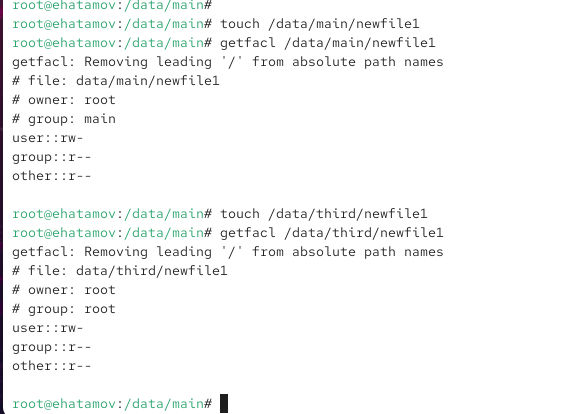 root@ehatamov:/data/main#
root@ehatamov:/data/main# touch /data/main/newfile1
root@ehatamov:/data/main# getfacl /data/main/newfile1
getfacl: Removing leading '/' from absolute path names
# file: data/main/newfile1
# owner: root
# group: main
user::rw-
group::r--
other::r--

root@ehatamov:/data/main# touch /data/third/newfile1
root@ehatamov:/data/main# getfacl /data/third/newfile1
getfacl: Removing leading '/' from absolute path names
# file: data/third/newfile1
# owner: root
# group: root
user::rw-
group::r--
other::r--

root@ehatamov:/data/main#